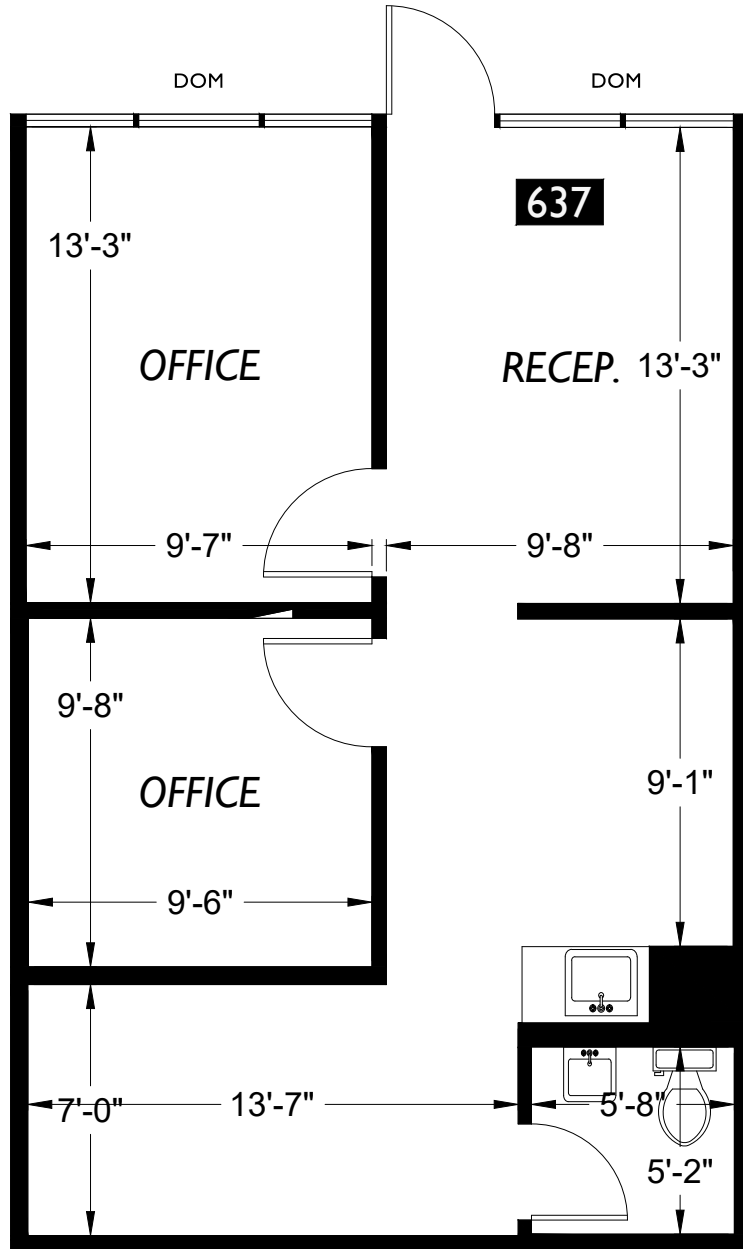 DOM
DOM
637
13'-3"
OFFICE
RECEP.
13'-3"
9'-7"
9'-8"
9'-8"
9'-1"
OFFICE
9'-6"
7'-0"
13'-7"
5'-8"
5'-2"